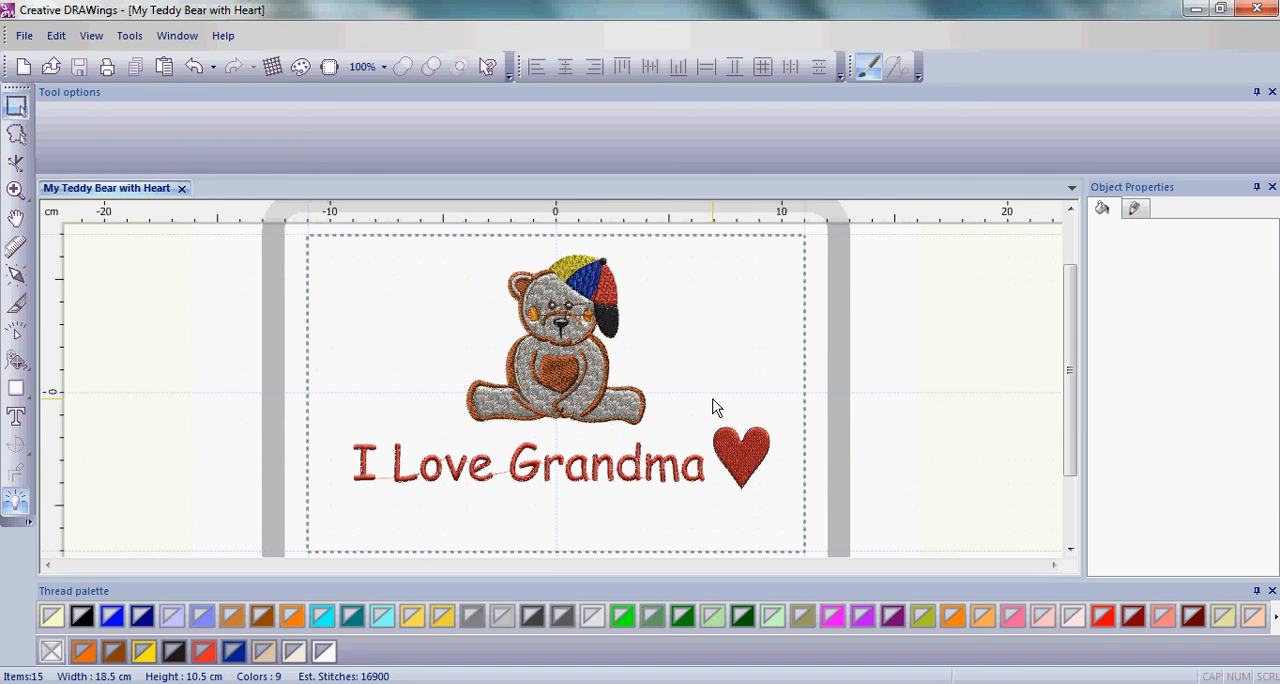 Creative DRAWings - [My Teddy Bear with Heart]
File Edit View Tools Window Help
100%
Tool options
My Teddy Bear with Heart
Object Properties
cm -20 -10 0 10 20
0
I Love Grandma
Thread palette
Items:15 Width : 18.5 cm Height : 10.5 cm Colors : 9 Est. Stitches: 16900 CAP NUM SCRL